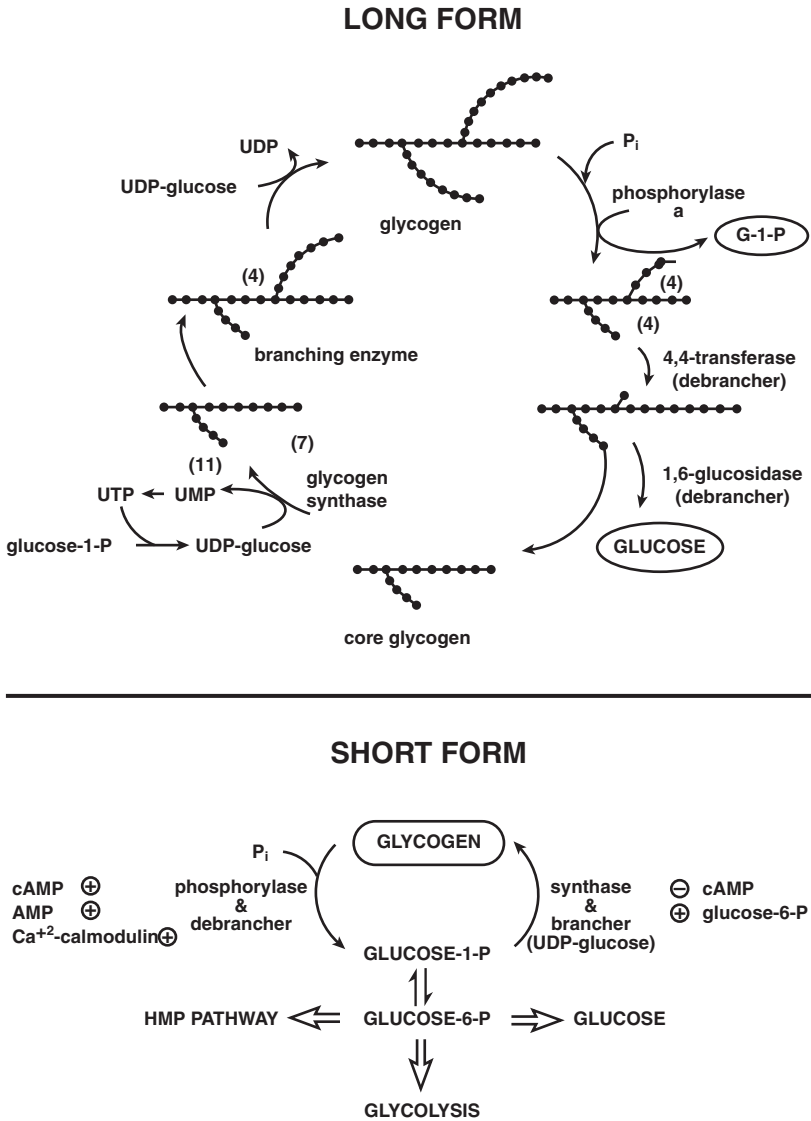 LONG FORM
UDP
UDP-glucose
glycogen
Pi
phosphorylase
a
G-1-P
(4)
branching enzyme
(4)
(4)
4,4-transferase
(debrancher)
(7)
(11)
glycogen
synthase
UTP
UMP
glucose-1-P
UDP-glucose
1,6-glucosidase
(debrancher)
GLUCOSE
core glycogen
SHORT FORM
GLYCOGEN
Pi
phosphorylase
&
debrancher
cAMP +
AMP +
Ca+2-calmodulin +
synthase
&
brancher
(UDP-glucose)
− cAMP
+ glucose-6-P
GLUCOSE-1-P
HMP PATHWAY
GLUCOSE-6-P
GLUCOSE
GLYCOLYSIS